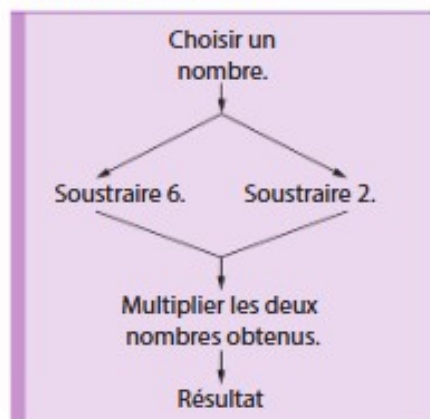 Choisir un
nombre.
Soustraire 6. Soustraire 2.
Multiplier les deux
nombres obtenus.
Résultat